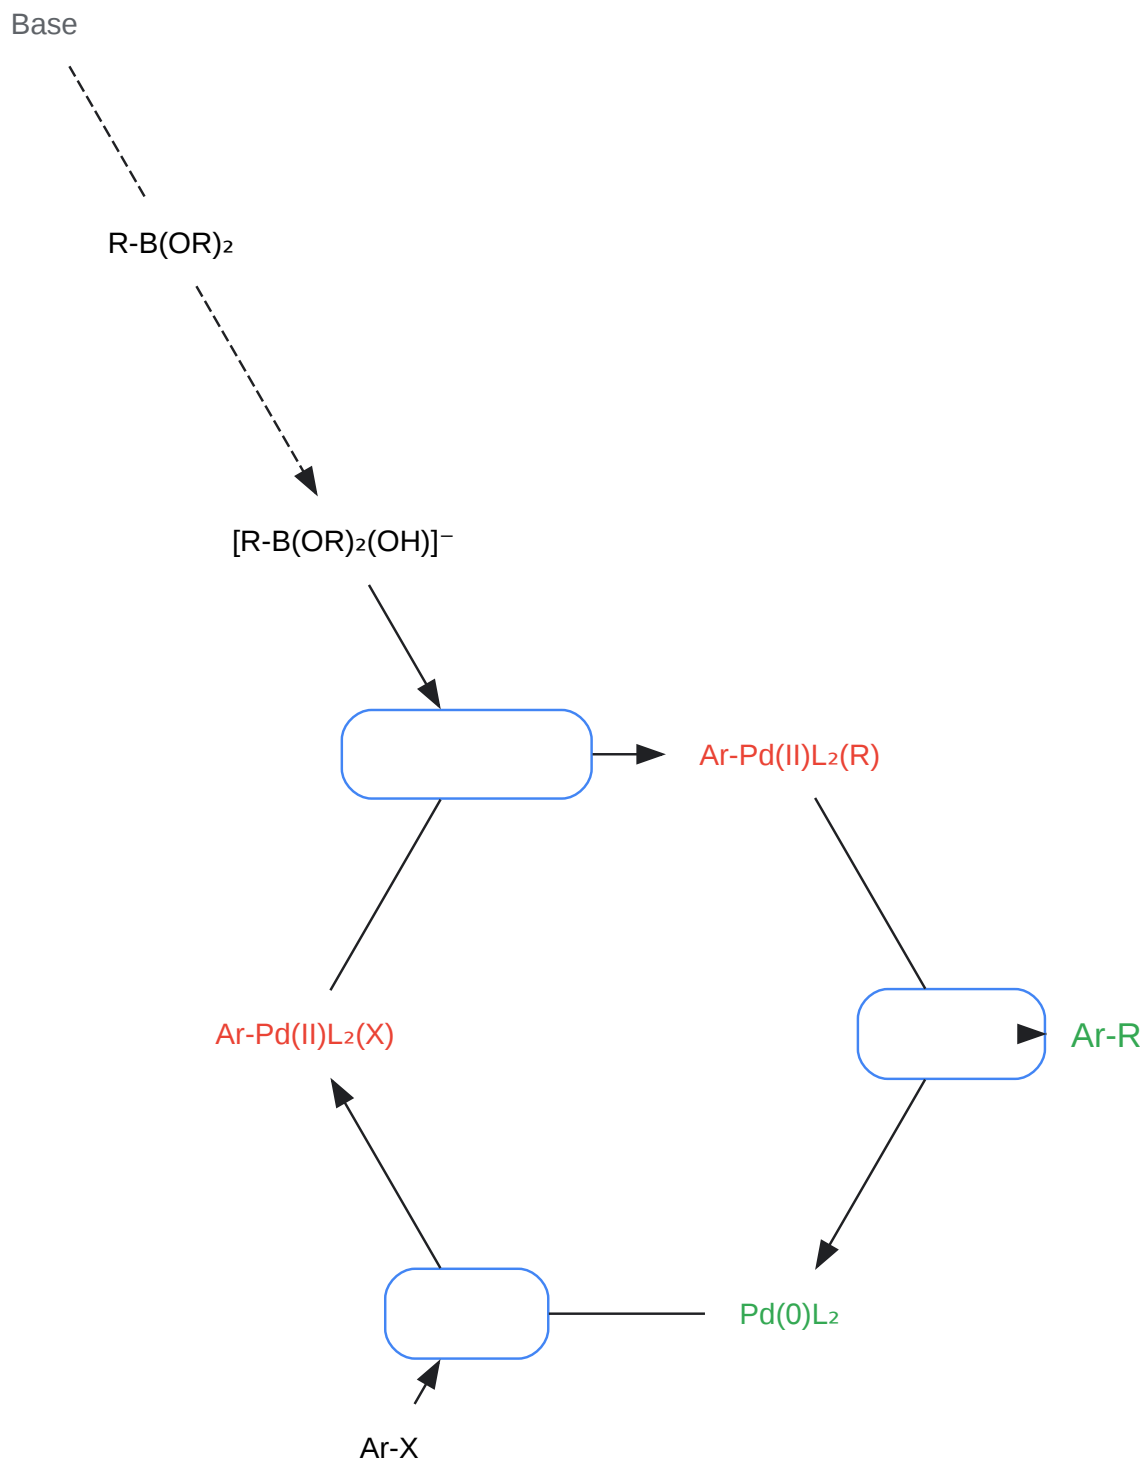 Base
R-B(OR)₂
[R-B(OR)₂(OH)]⁻
Ar-Pd(II)L₂(R)
Ar-Pd(II)L₂(X)
Ar-R
Pd(0)L₂
Ar-X